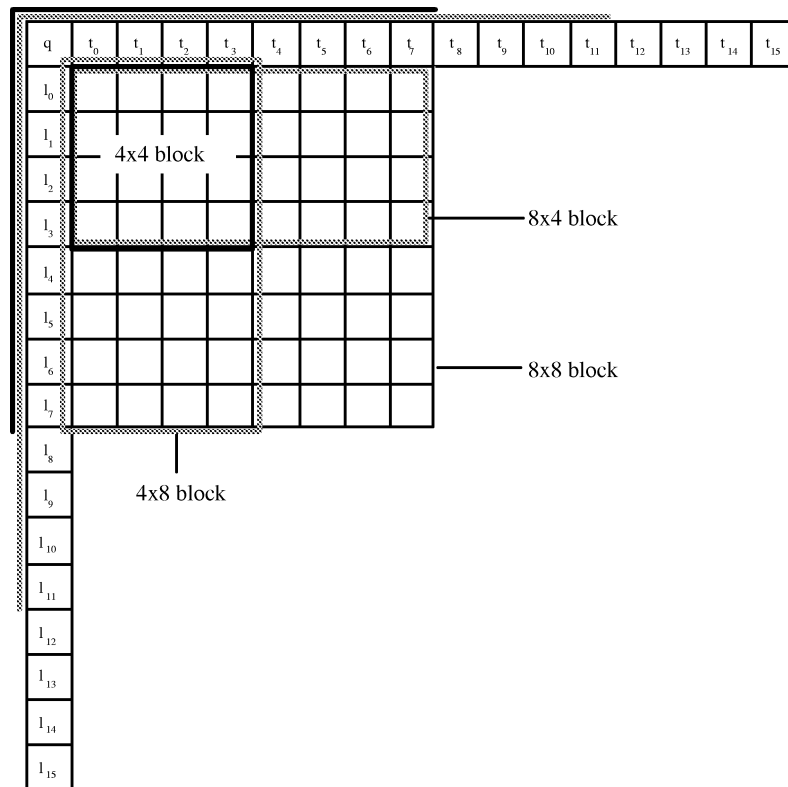 q t₀ t₁ t₂ t₃ t₄ t₅ t₆ t₇ t₈ t₉ t₁₀ t₁₁ t₁₂ t₁₃ t₁₄ t₁₅
l₀
l₁
4x4 block
l₂
l₃
8x4 block
l₄
l₅
l₆
8x8 block
l₇
l₈
l₉
4x8 block
l₁₀
l₁₁
l₁₂
l₁₃
l₁₄
l₁₅